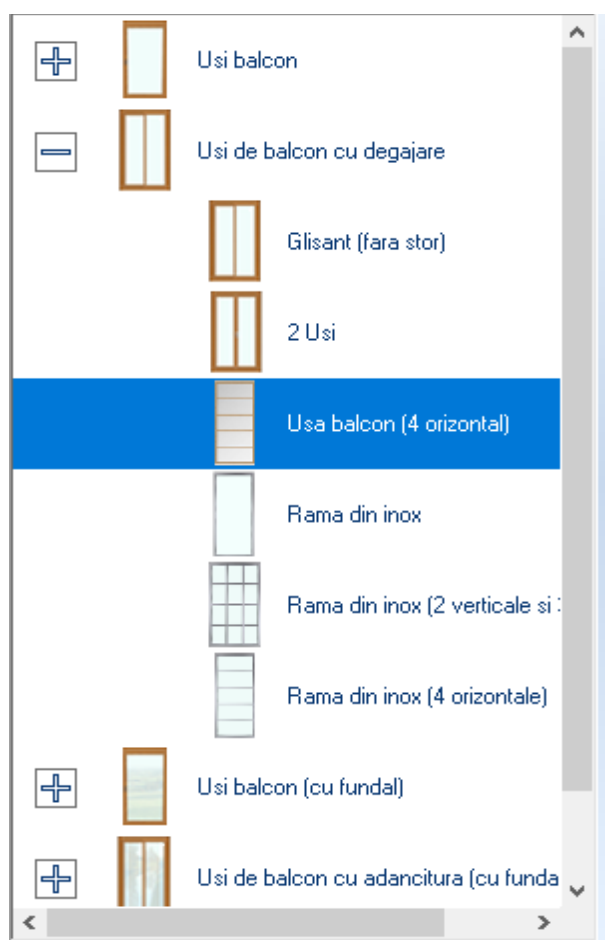 Usi balcon
Usi de balcon cu degajare
Glisant (fara stor)
2 Usi
Usa balcon (4 orizontal)
Rama din inox
Rama din inox (2 verticale si
Rama din inox (4 orizontale)
Usi balcon (cu fundal)
Usi de balcon cu adancitura (cu funda